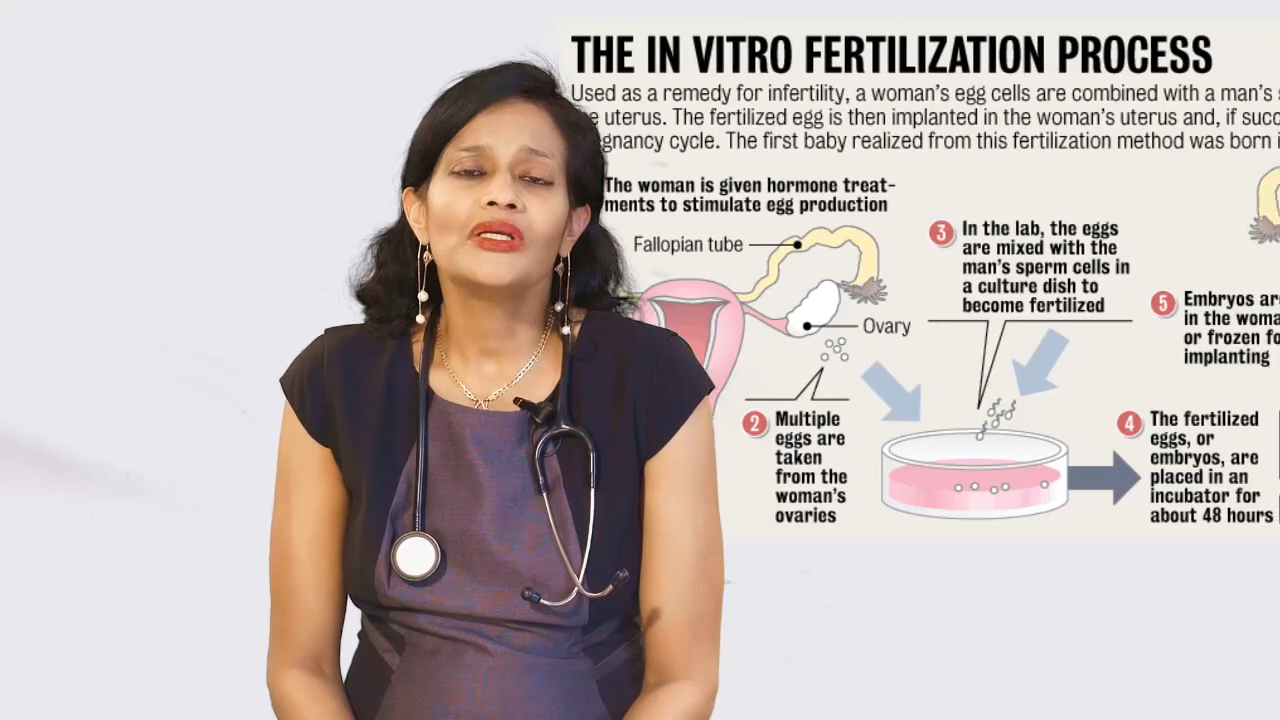 THE IN VITRO FERTILIZATION PROCESS
Used as a remedy for infertility, a woman's egg cells are combined with a man's
uterus. The fertilized egg is then implanted in the woman's uterus and, if
cycle. The first baby realized from this fertilization method was born
The woman is given hormone treat-
ments to stimulate egg production
Fallopian tube
Ovary
2 Multiple
eggs are
taken
from the
woman's
ovaries
3 In the lab, the eggs
are mixed with the
man's sperm cells in
a culture dish to
become fertilized
4 The fertilized
eggs, or
embryos, are
placed in an
incubator for
about 48 hours
5 Embryos
in the
or frozen
implanting